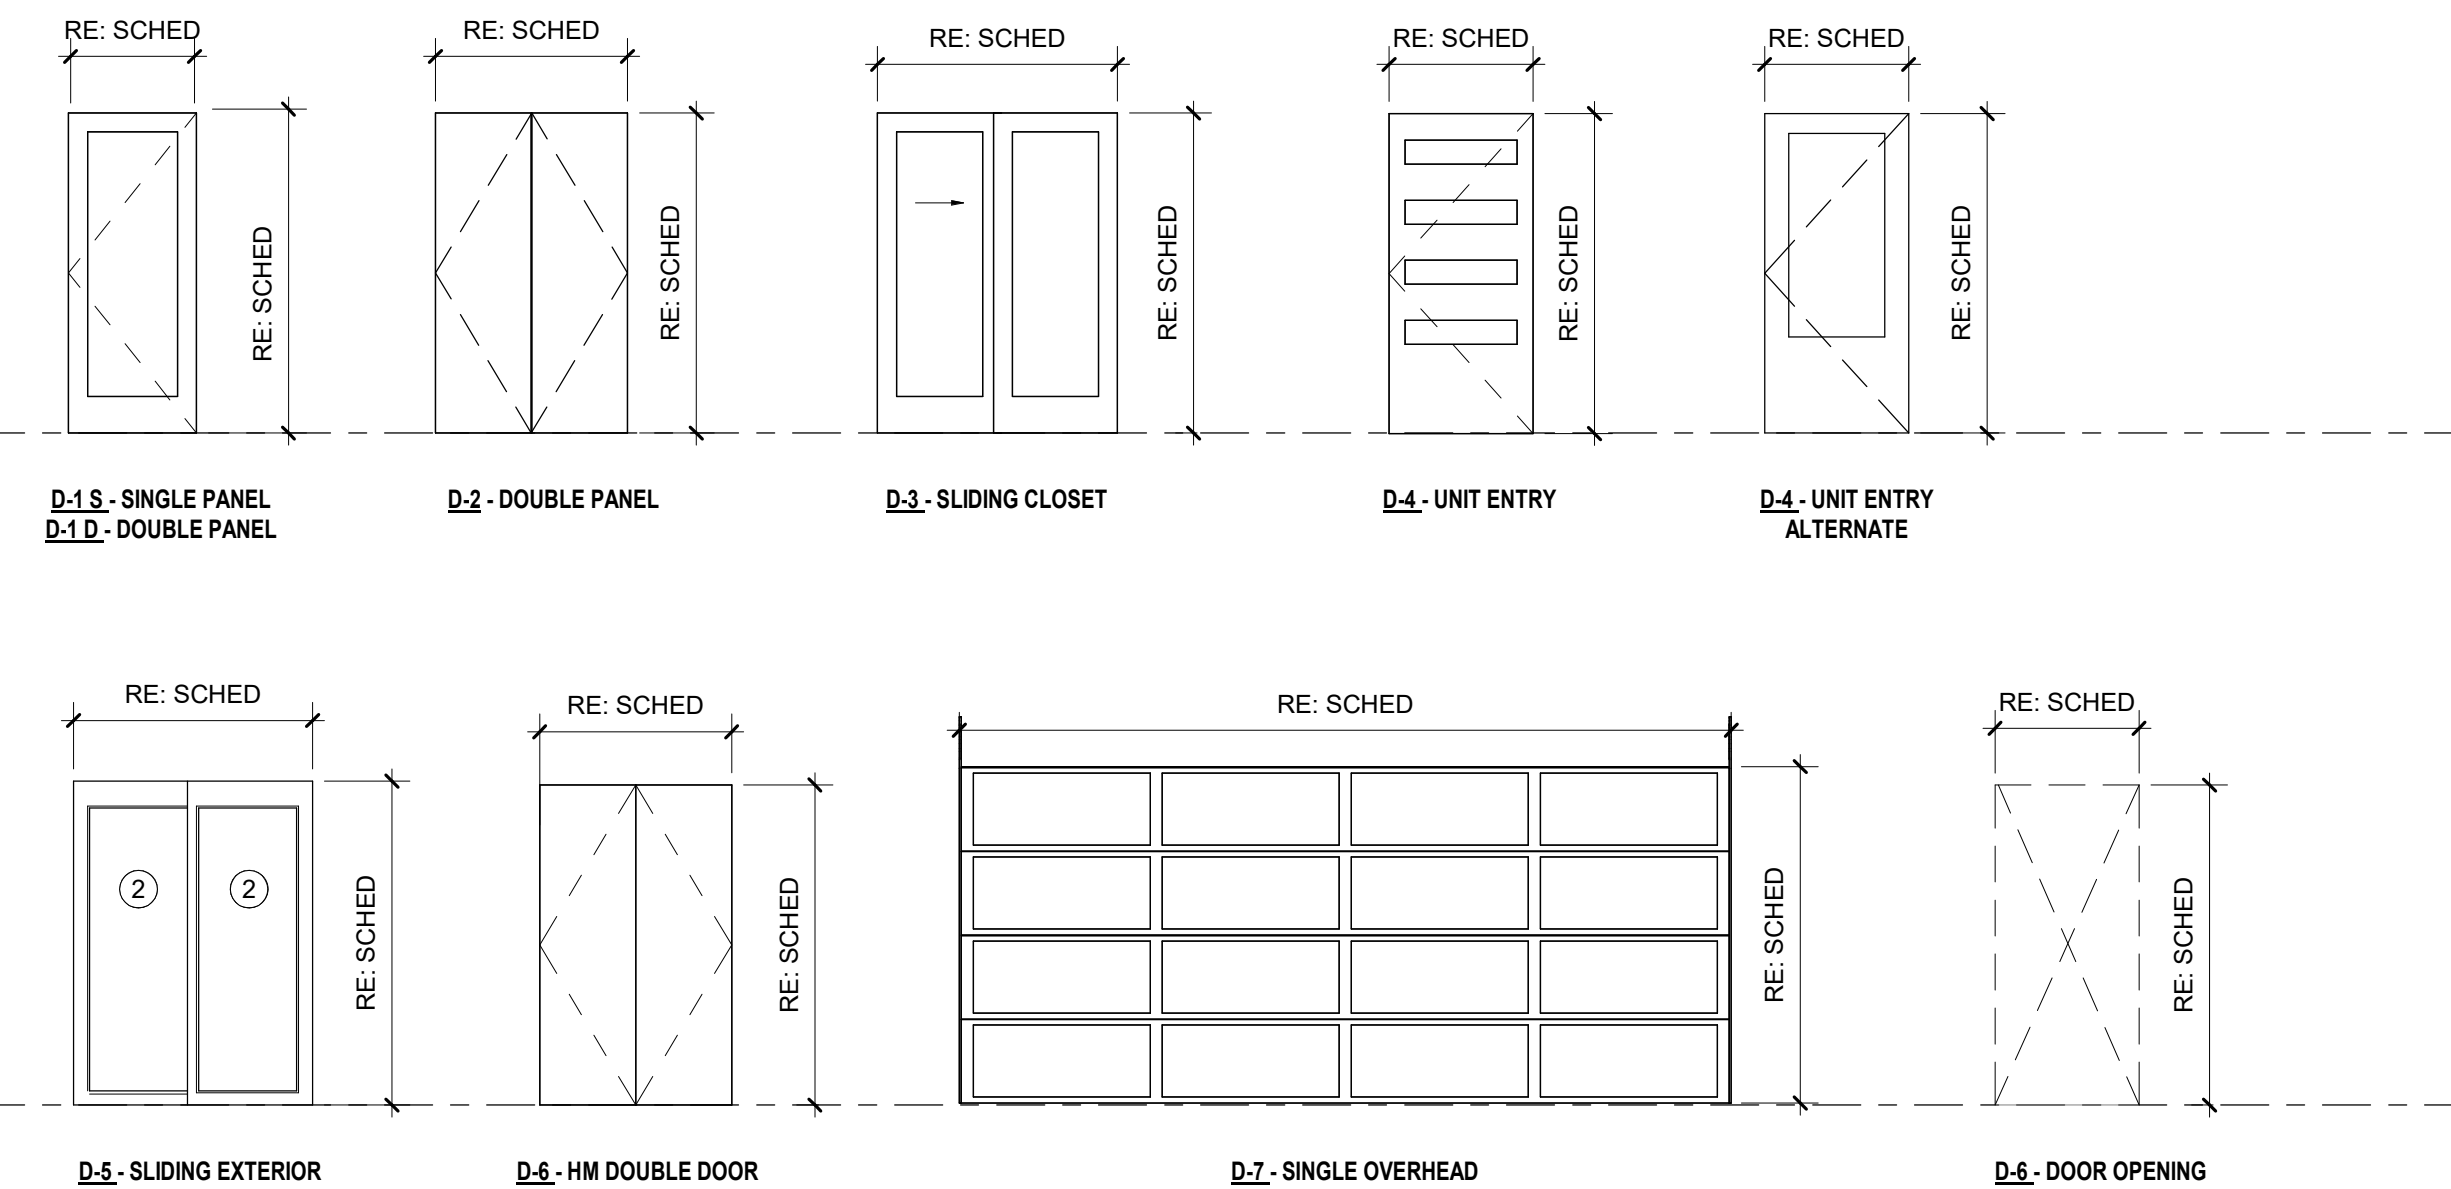 RE: SCHED
RE: SCHED
RE: SCHED
RE: SCHED
RE: SCHED
RE: SCHED
RE: SCHED
RE: SCHED
RE: SCHED
RE: SCHED
D-1 S - SINGLE PANEL
D-1 D - DOUBLE PANEL
D-2 - DOUBLE PANEL
D-3 - SLIDING CLOSET
D-4 - UNIT ENTRY
D-4 - UNIT ENTRY
ALTERNATE
RE: SCHED
RE: SCHED
RE: SCHED
RE: SCHED
2
2
RE: SCHED
RE: SCHED
RE: SCHED
RE: SCHED
D-5 - SLIDING EXTERIOR
D-6 - HM DOUBLE DOOR
D-7 - SINGLE OVERHEAD
D-6 - DOOR OPENING